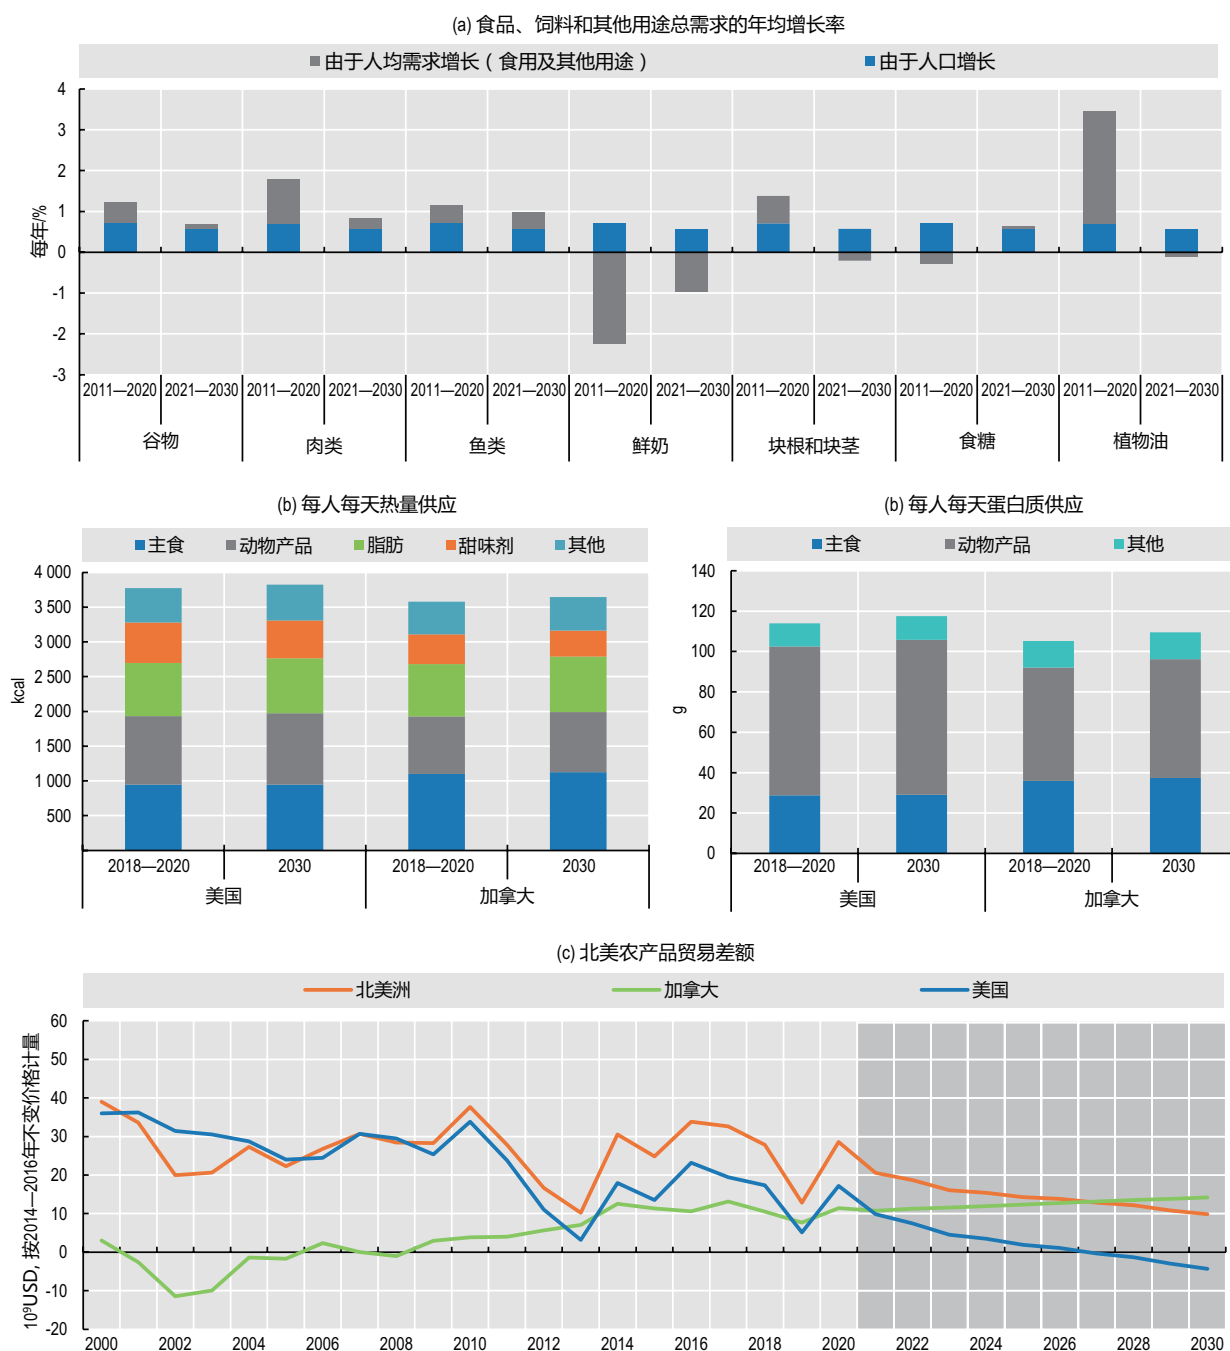 (a) 食品、饲料和其他用途总需求的年均增长率
由于人均需求增长（食用及其他用途） 由于人口增长
每年/%
4
3
2
1
0
-1
-2
-3
2011—2020 2021—2030 2011—2020 2021—2030 2011—2020 2021—2030 2011—2020 2021—2030 2011—2020 2021—2030 2011—2020 2021—2030 2011—2020 2021—2030
谷物 肉类 鱼类 鲜奶 块根和块茎 食糖 植物油
(b) 每人每天热量供应
主食 动物产品 脂肪 甜味剂 其他
kcal
4 000
3 500
3 000
2 500
2 000
1 500
1 000
500
2018—2020 2030 2018—2020 2030
美国 加拿大
(b) 每人每天蛋白质供应
主食 动物产品 其他
g
140
120
100
80
60
40
20
0
2018—2020 2030 2018—2020 2030
美国 加拿大
(c) 北美农产品贸易差额
北美洲 加拿大 美国
10⁹USD, 按2014—2016年不变价格计量
60
50
40
30
20
10
0
-10
-20
2000 2002 2004 2006 2008 2010 2012 2014 2016 2018 2020 2022 2024 2026 2028 2030